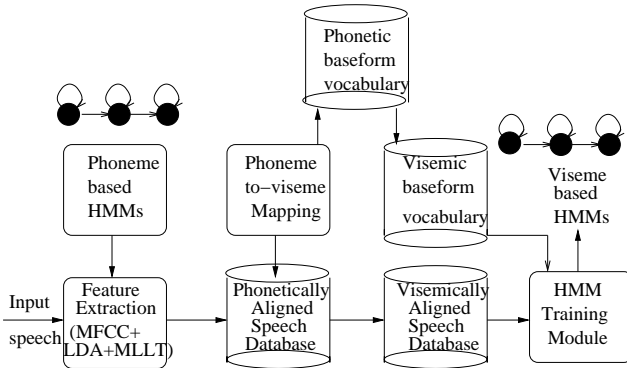 Phonetic
baseform
vocabulary
Phoneme
based
HMMs
Phoneme
to-viseme
Mapping
Visemic
baseform
vocabulary
Viseme
based
HMMs
Input
speech
Feature
Extraction
(MFCC+
LDA+MLLT)
Phonetically
Aligned
Speech
Database
Visemically
Aligned
Speech
Database
HMM
Training
Module